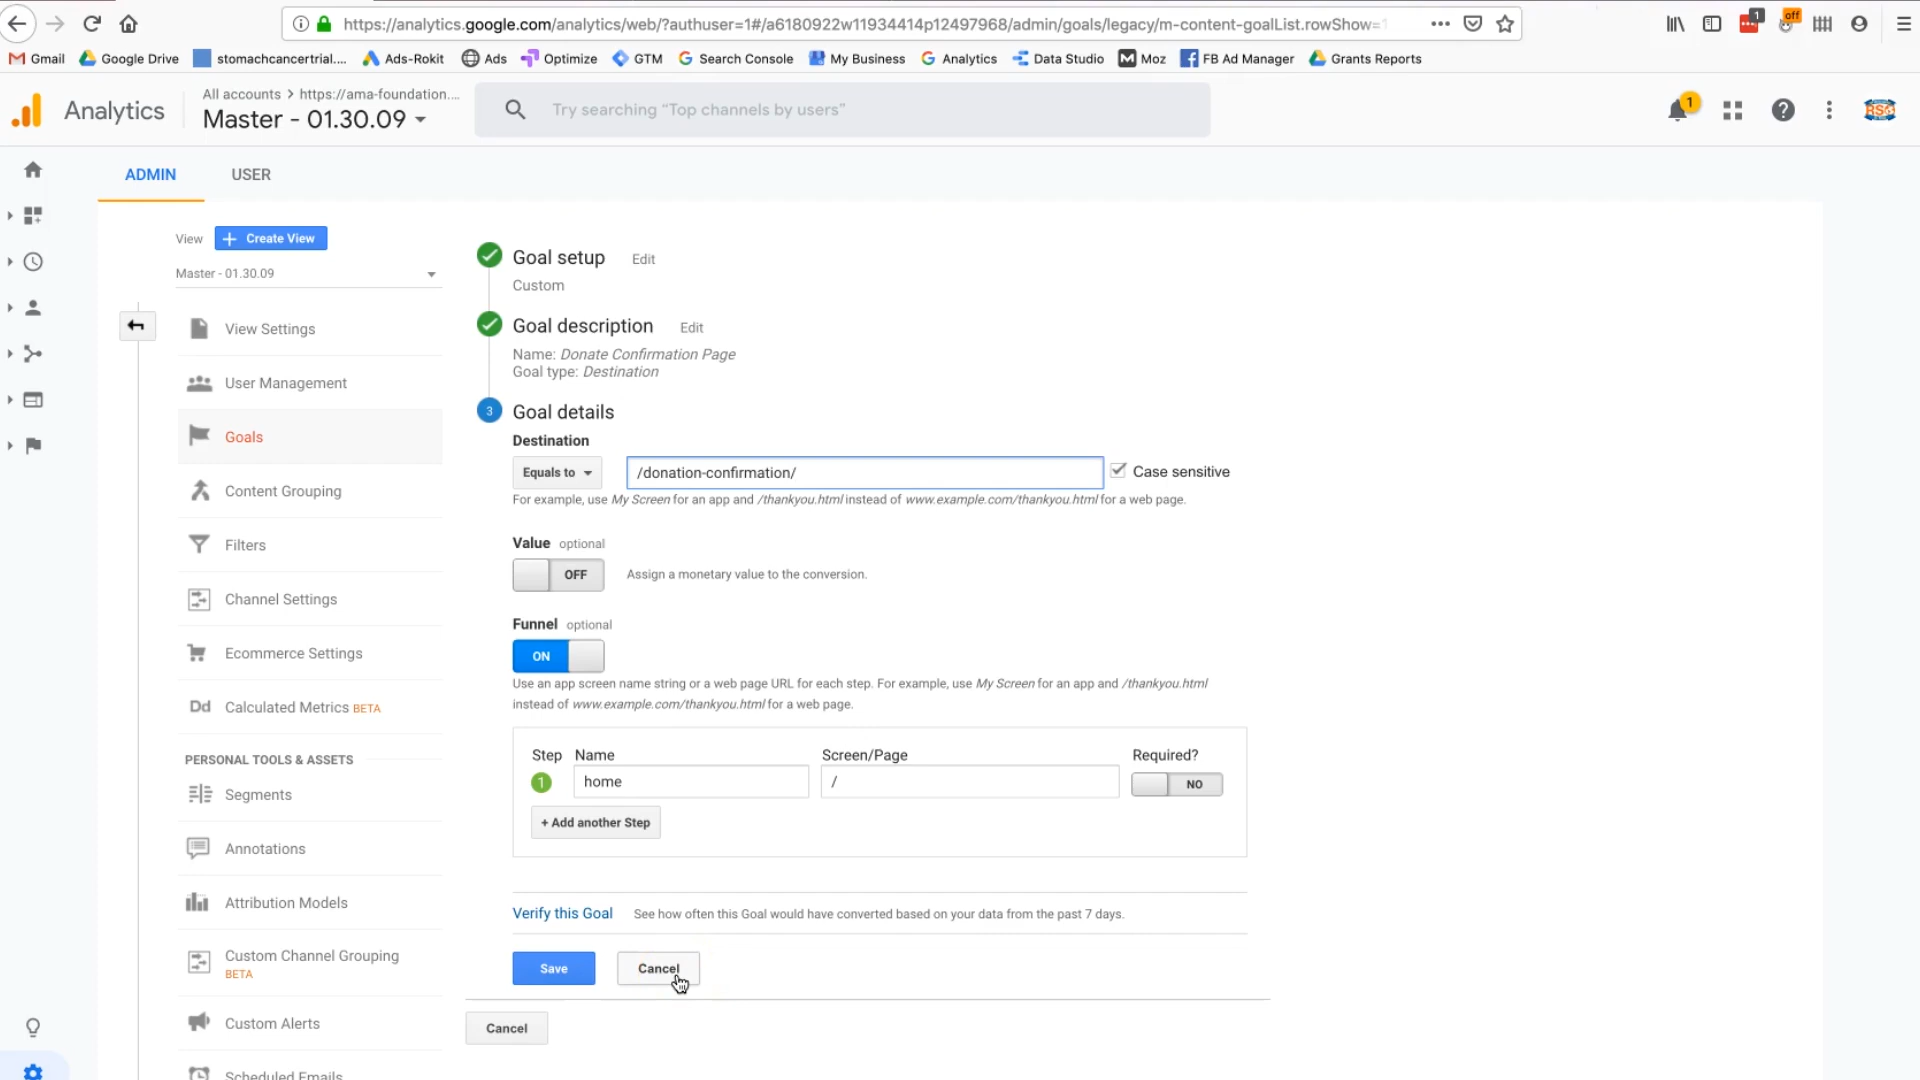 https://analytics.google.com/analytics/web/?authuser=1#/a6180922w11934414p12497968/admin/goals/legacy/m-content-goalList.rowShow=
1
off
Gmail
Google Drive
stomachcancertrial....
Ads-Rokit
Ads
Optimize
GTM
Search Console
My Business
Analytics
Data Studio
Moz
FB Ad Manager
Grants Reports
Analytics
All accounts > https://ama-foundation....
Master - 01.30.09
Try searching “Top channels by users”
1
ADMIN
USER
View
+ Create View
Master - 01.30.09
View Settings
User Management
Goals
Content Grouping
Filters
Channel Settings
Ecommerce Settings
Dd Calculated Metrics BETA
PERSONAL TOOLS & ASSETS
Segments
Annotations
Attribution Models
Custom Channel Grouping
BETA
Custom Alerts
Scheduled Emails
Goal setup Edit
Custom
Goal description Edit
Name: Donate Confirmation Page
Goal type: Destination
3 Goal details
Destination
Equals to
/donation-confirmation/
Case sensitive
For example, use My Screen for an app and /thankyou.html instead of www.example.com/thankyou.html for a web page.
Value optional
OFF
Assign a monetary value to the conversion.
Funnel optional
ON
Use an app screen name string or a web page URL for each step. For example, use My Screen for an app and /thankyou.html
instead of www.example.com/thankyou.html for a web page.
Step Name Screen/Page Required?
1 home / NO
+ Add another Step
Verify this Goal See how often this Goal would have converted based on your data from the past 7 days.
Save
Cancel
Cancel